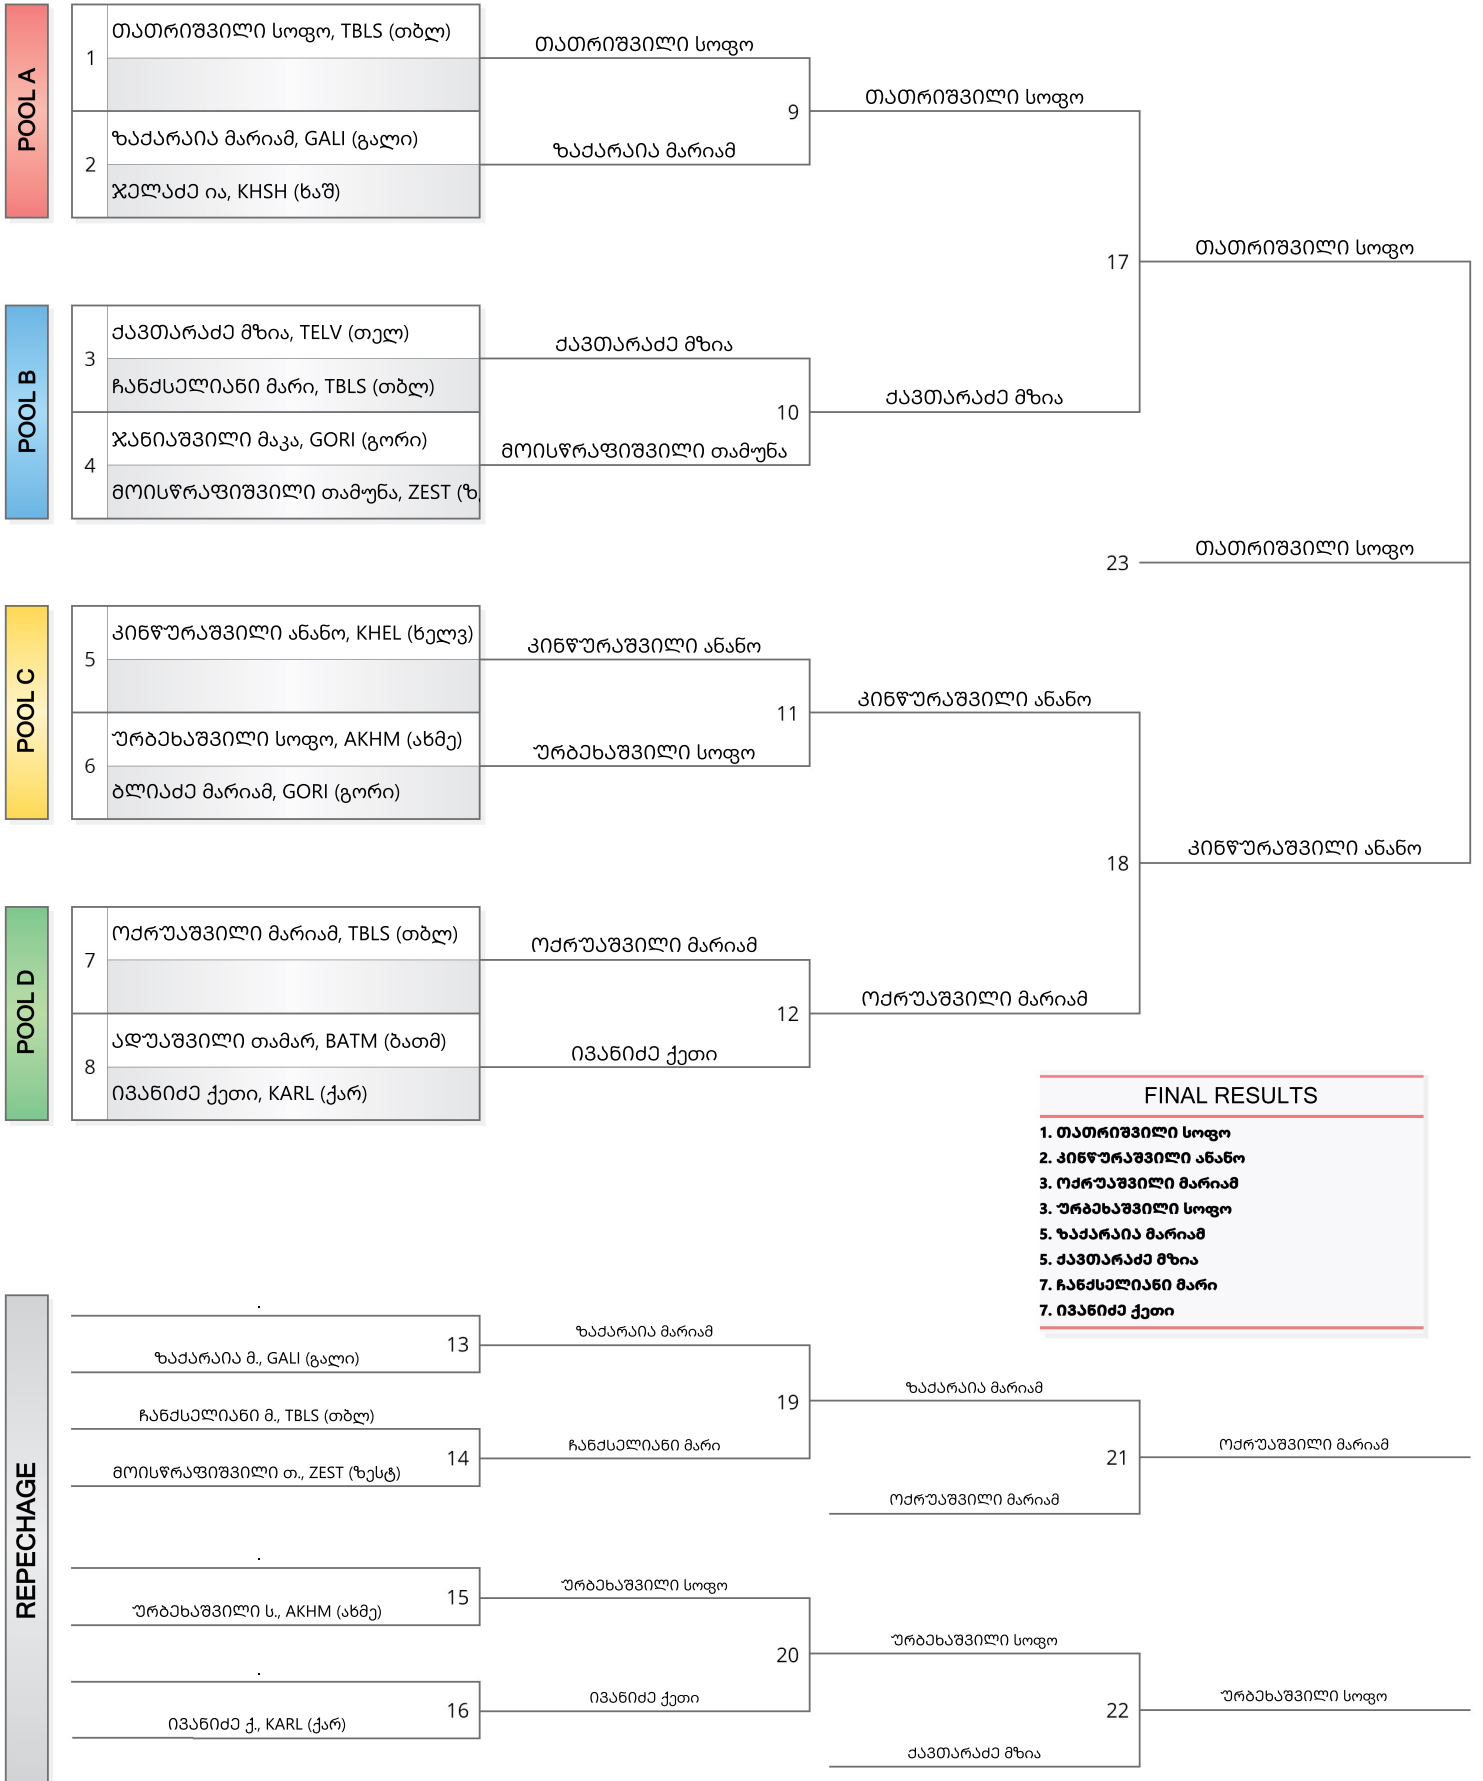 POOL A
1
თათრიშვილი სოფო, TBLS (თბლ)
2
ზაქარაია მარიამ, GALI (გალი)
ჯელაძე ია, KHSH (ხაშ)
თათრიშვილი სოფო
ზაქარაია მარიამ
9
თათრიშვილი სოფო
17
თათრიშვილი სოფო
POOL B
3
ქავთარაძე მზია, TELV (თელ)
ჩანქსელიანი მარი, TBLS (თბლ)
4
ჯანიაშვილი მაკა, GORI (გორი)
მოისწრაფიშვილი თამუნა, ZEST (ზ
ქავთარაძე მზია
მოისწრაფიშვილი თამუნა
10
ქავთარაძე მზია
23
თათრიშვილი სოფო
POOL C
5
კინწურაშვილი ანანო, KHEL (ხელვ)
6
ურბეხაშვილი სოფო, AKHM (ახმე)
ბლიაძე მარიამ, GORI (გორი)
კინწურაშვილი ანანო
ურბეხაშვილი სოფო
11
კინწურაშვილი ანანო
18
კინწურაშვილი ანანო
POOL D
7
ოქრუაშვილი მარიამ, TBLS (თბლ)
8
ადუაშვილი თამარ, BATM (ბათმ)
ივანიძე ქეთი, KARL (ქარ)
ოქრუაშვილი მარიამ
ივანიძე ქეთი
12
ოქრუაშვილი მარიამ
FINAL RESULTS
1. თათრიშვილი სოფო
2. კინწურაშვილი ანანო
3. ოქრუაშვილი მარიამ
3. ურბეხაშვილი სოფო
5. ზაქარაია მარიამ
5. ქავთარაძე მზია
7. ჩანქსელიანი მარი
7. ივანიძე ქეთი
REPECHAGE
.
ზაქარაია მ., GALI (გალი)
13
ზაქარაია მარიამ
ჩანქსელიანი მ., TBLS (თბლ)
მოისწრაფიშვილი თ., ZEST (ზესტ)
14
ჩანქსელიანი მარი
19
ზაქარაია მარიამ
ოქრუაშვილი მარიამ
21
ოქრუაშვილი მარიამ
.
ურბეხაშვილი ს., AKHM (ახმე)
15
ურბეხაშვილი სოფო
.
ივანიძე ქ., KARL (ქარ)
16
ივანიძე ქეთი
20
ურბეხაშვილი სოფო
ქავთარაძე მზია
22
ურბეხაშვილი სოფო